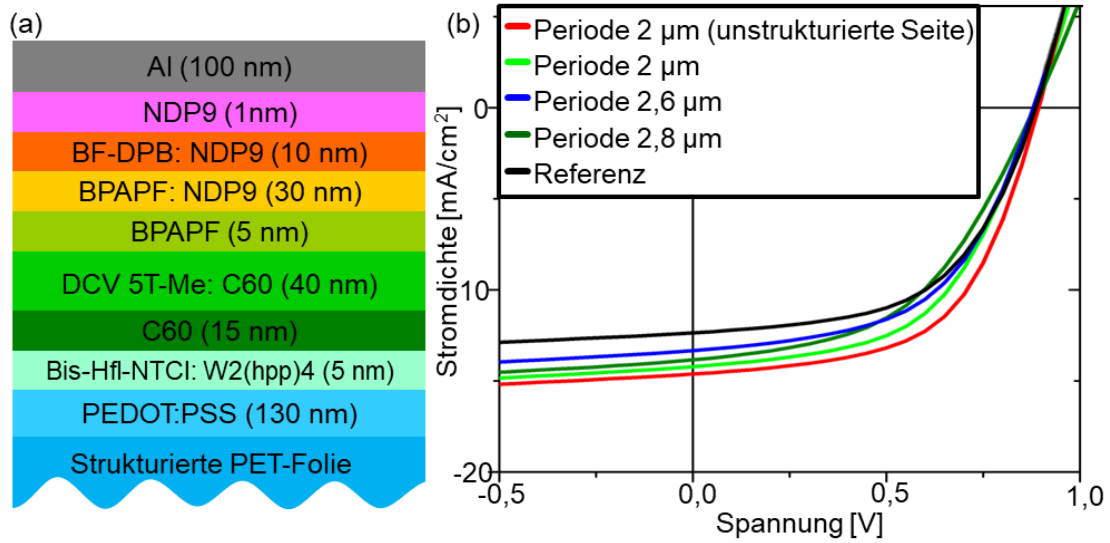 (a)
Al (100 nm)
NDP9 (1nm)
BF-DPB: NDP9 (10 nm)
BPAPF: NDP9 (30 nm)
BPAPF (5 nm)
DCV 5T-Me: C60 (40 nm)
C60 (15 nm)
Bis-Hfl-NTCI: W2(hpp)4 (5 nm)
PEDOT:PSS (130 nm)
Strukturierte PET-Folie
(b)
Periode 2 µm (unstrukturierte Seite)
Periode 2 µm
Periode 2,6 µm
Periode 2,8 µm
Referenz
Stromdichte [mA/cm²]
0
10
-20
-0,5
0,0
0,5
1,0
Spannung [V]